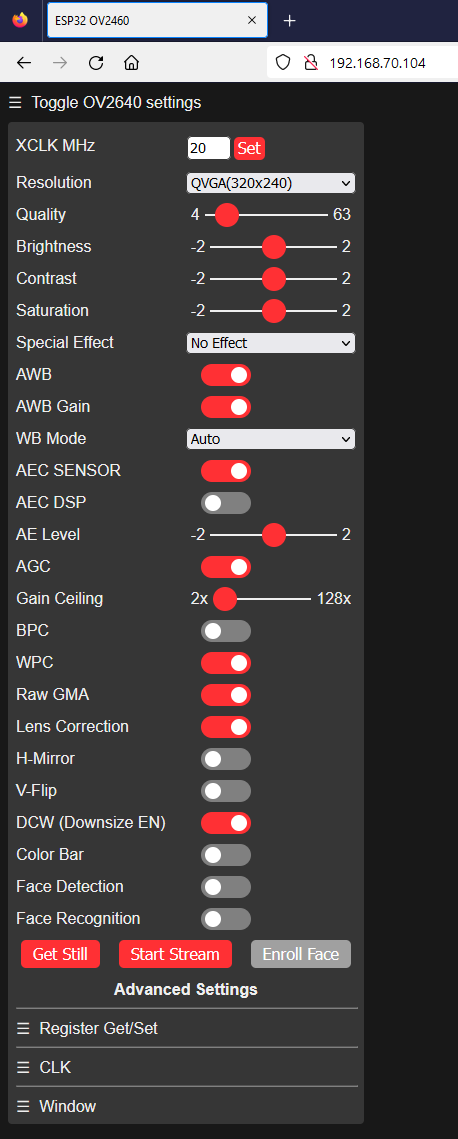 ESP32 OV2460
192.168.70.104
☰ Toggle OV2640 settings
XCLK MHz 20 Set
Resolution QVGA(320x240)
Quality 4 63
Brightness -2 2
Contrast -2 2
Saturation -2 2
Special Effect No Effect
AWB
AWB Gain
WB Mode Auto
AEC SENSOR
AEC DSP
AE Level -2 2
AGC
Gain Ceiling 2x 128x
BPC
WPC
Raw GMA
Lens Correction
H-Mirror
V-Flip
DCW (Downsize EN)
Color Bar
Face Detection
Face Recognition
Get Still Start Stream Enroll Face
Advanced Settings
☰ Register Get/Set
☰ CLK
☰ Window